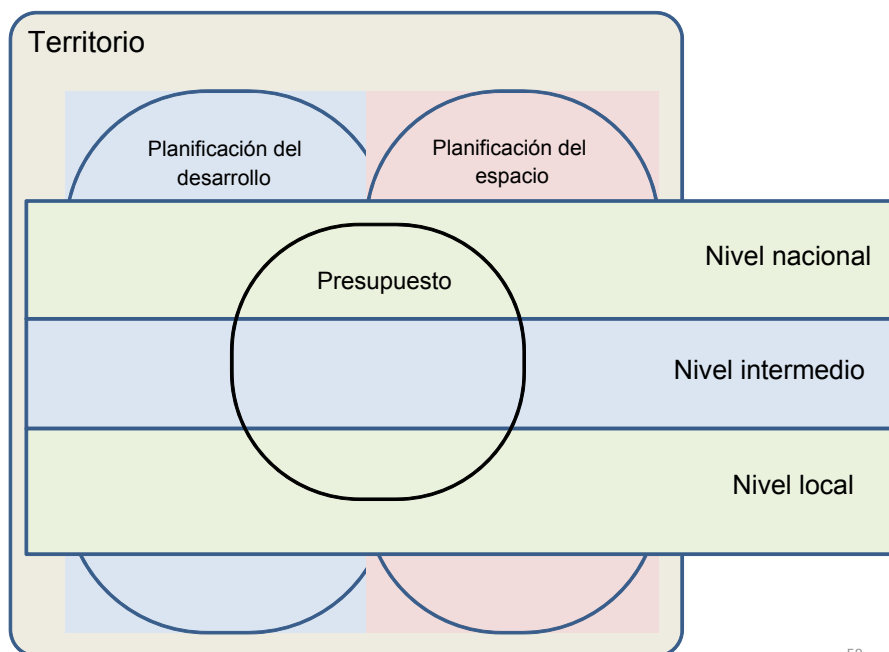 Territorio
Planificación del
desarrollo
Planificación del
espacio
Nivel nacional
Presupuesto
Nivel intermedio
Nivel local